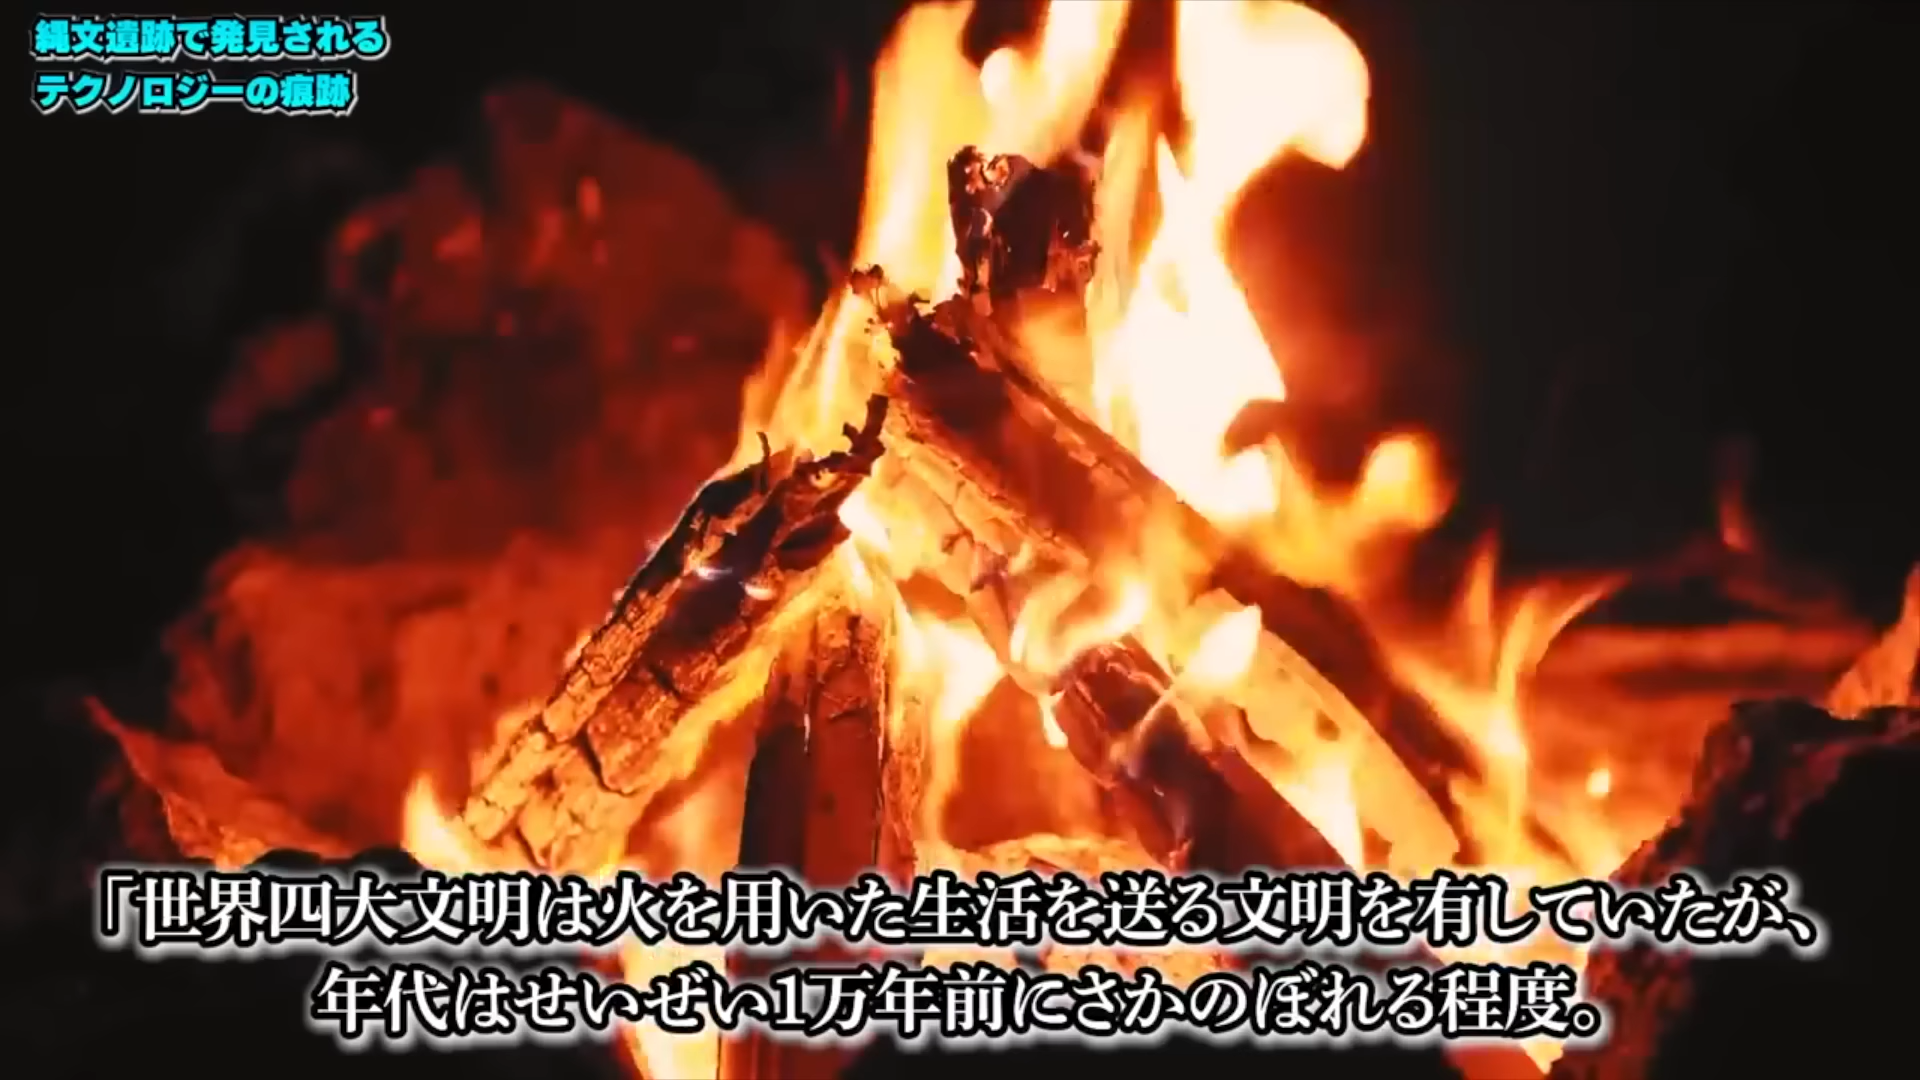 縄文遺跡で発見される
テクノロジーの痕跡
「世界四大文明は火を用いた生活を送る文明を有していたが、
年代はせいぜい1万年前にさかのぼれる程度。